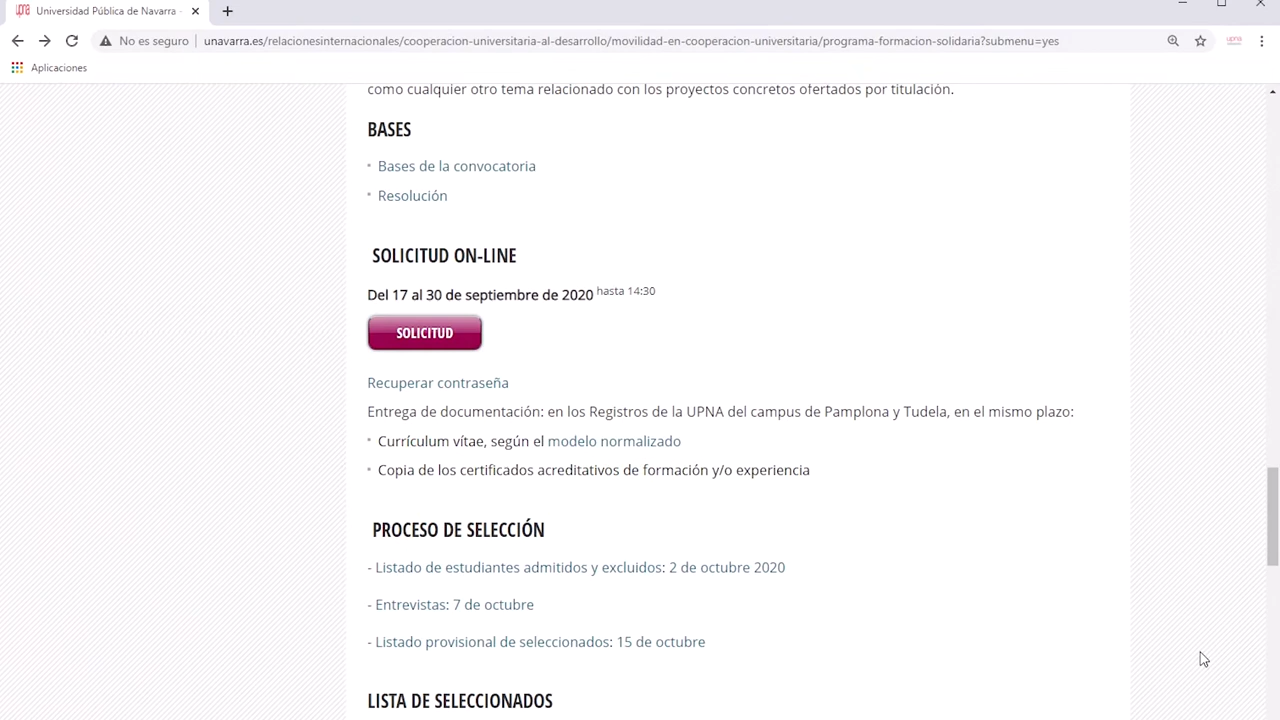 upna Universidad Pública de Navarra -
No es seguro unavarra.es/relacionesinternacionales/cooperacion-universitaria-al-desarrollo/movilidad-en-cooperacion-universitaria/programa-formacion-solidaria?submenu=yes upna
Aplicaciones
como cualquier otro tema relacionado con los proyectos concretos ofertados por titulación.
BASES
Bases de la convocatoria
Resolución
SOLICITUD ON-LINE
Del 17 al 30 de septiembre de 2020 hasta 14:30
SOLICITUD
Recuperar contraseña
Entrega de documentación: en los Registros de la UPNA del campus de Pamplona y Tudela, en el mismo plazo:
Currículum vítae, según el modelo normalizado
Copia de los certificados acreditativos de formación y/o experiencia
PROCESO DE SELECCIÓN
- Listado de estudiantes admitidos y excluidos: 2 de octubre 2020
- Entrevistas: 7 de octubre
- Listado provisional de seleccionados: 15 de octubre
LISTA DE SELECCIONADOS